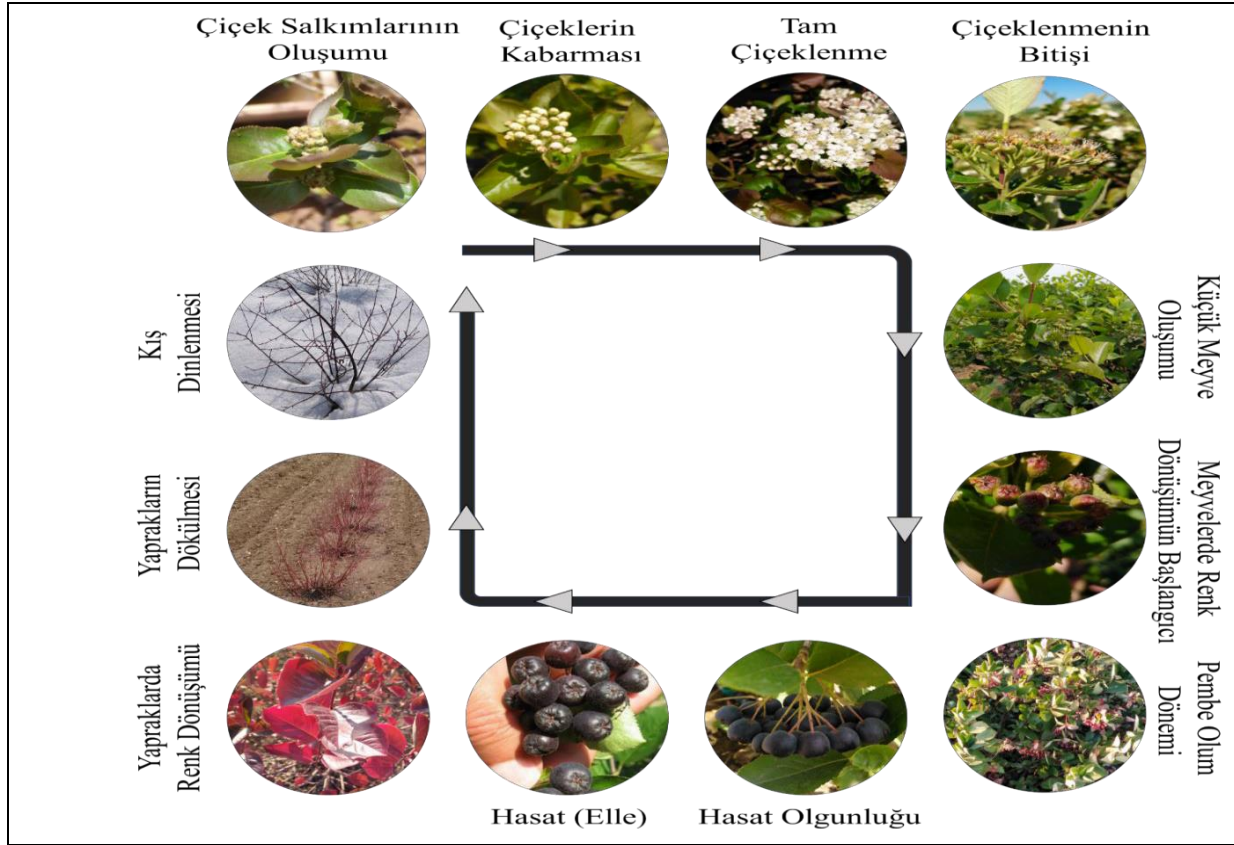 Çiçek Salkımlarının
Oluşumu
Çiçeklerin
Kabarması
Tam
Çiçeklenme
Çiçeklenmenin
Bitişi
Küçük Meyve
Oluşumu
Meyvelerde Renk
Dönüşümün Başlangıcı
Pembe Olum
Dönemi
Hasat Olgunluğu
Hasat (Elle)
Yapraklarda
Renk Dönüşümü
Yaprakların
Dökülmesi
Kış
Dinlenmesi